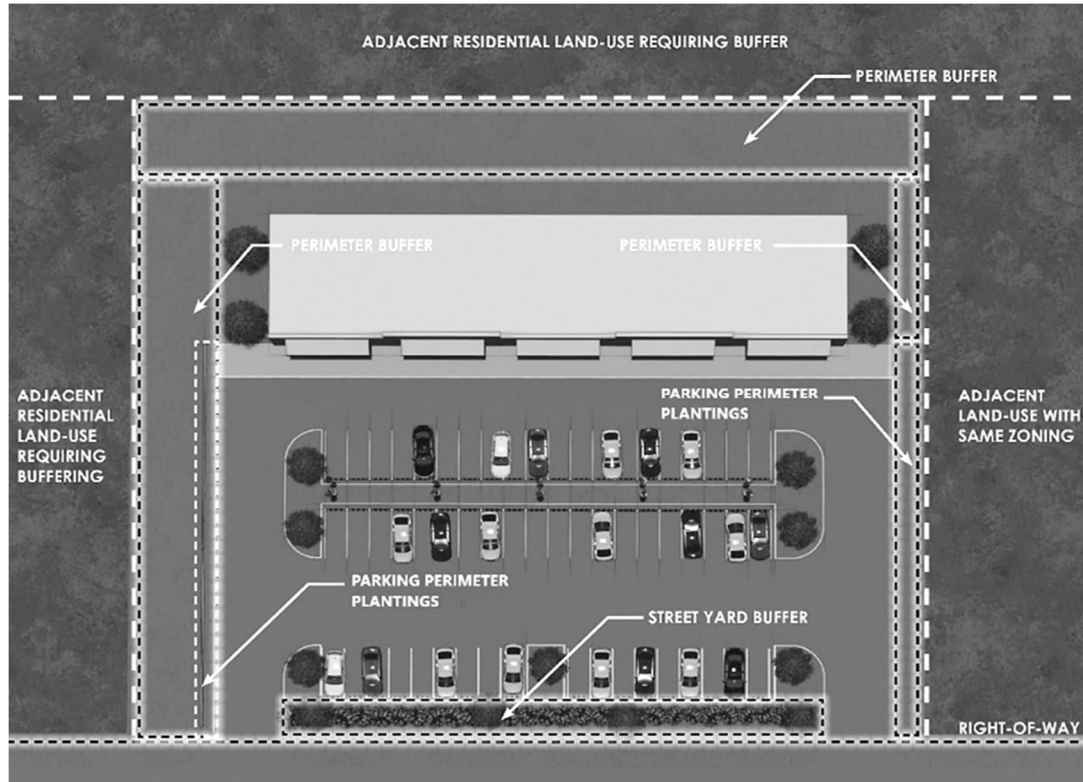 ADJACENT RESIDENTIAL LAND-USE REQUIRING BUFFER
PERIMETER BUFFER
PERIMETER BUFFER
PERIMETER BUFFER
ADJACENT
RESIDENTIAL
LAND-USE
REQUIRING
BUFFERING
PARKING PERIMETER
PLANTINGS
ADJACENT
LAND-USE WITH
SAME ZONING
PARKING PERIMETER
PLANTINGS
STREET YARD BUFFER
RIGHT-OF-WAY